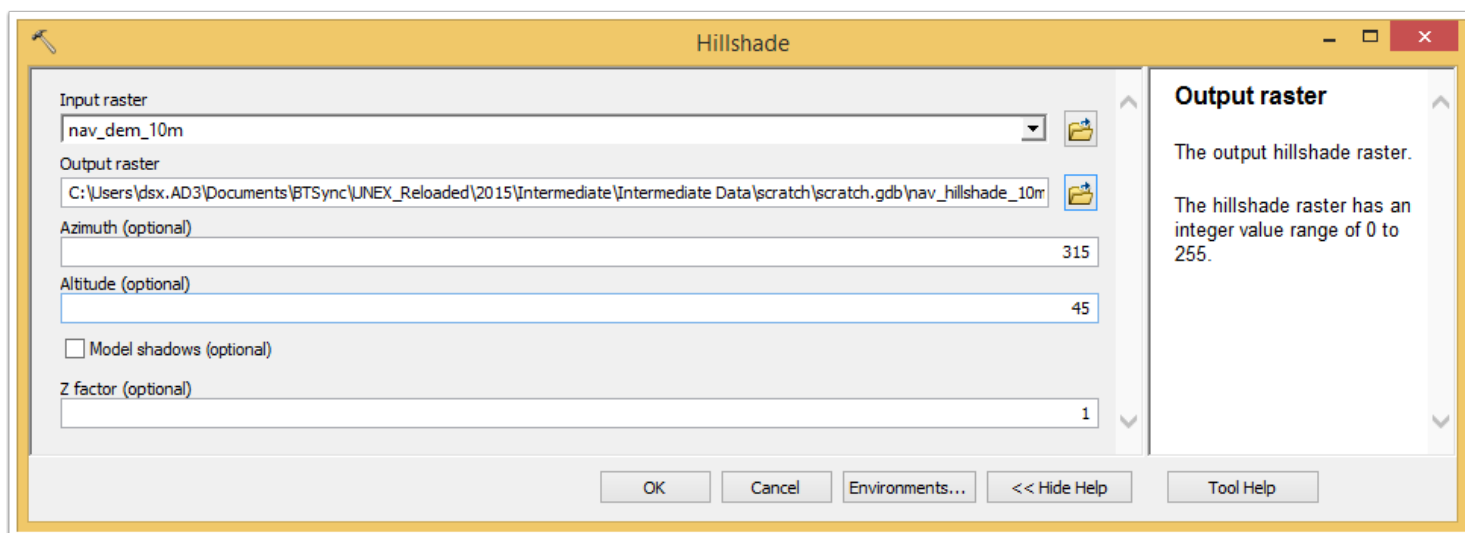 Hillshade
Input raster
nav_dem_10m
Output raster
C:\Users\dsx.AD3\Documents\BTSync\UNEX_Reloaded\2015\Intermediate\Intermediate Data\scratch\scratch.gdb\nav_hillshade_10m
Azimuth (optional)
315
Altitude (optional)
45
Model shadows (optional)
Z factor (optional)
1
OK
Cancel
Environments...
<< Hide Help
Output raster
The output hillshade raster.
The hillshade raster has an
integer value range of 0 to
255.
Tool Help